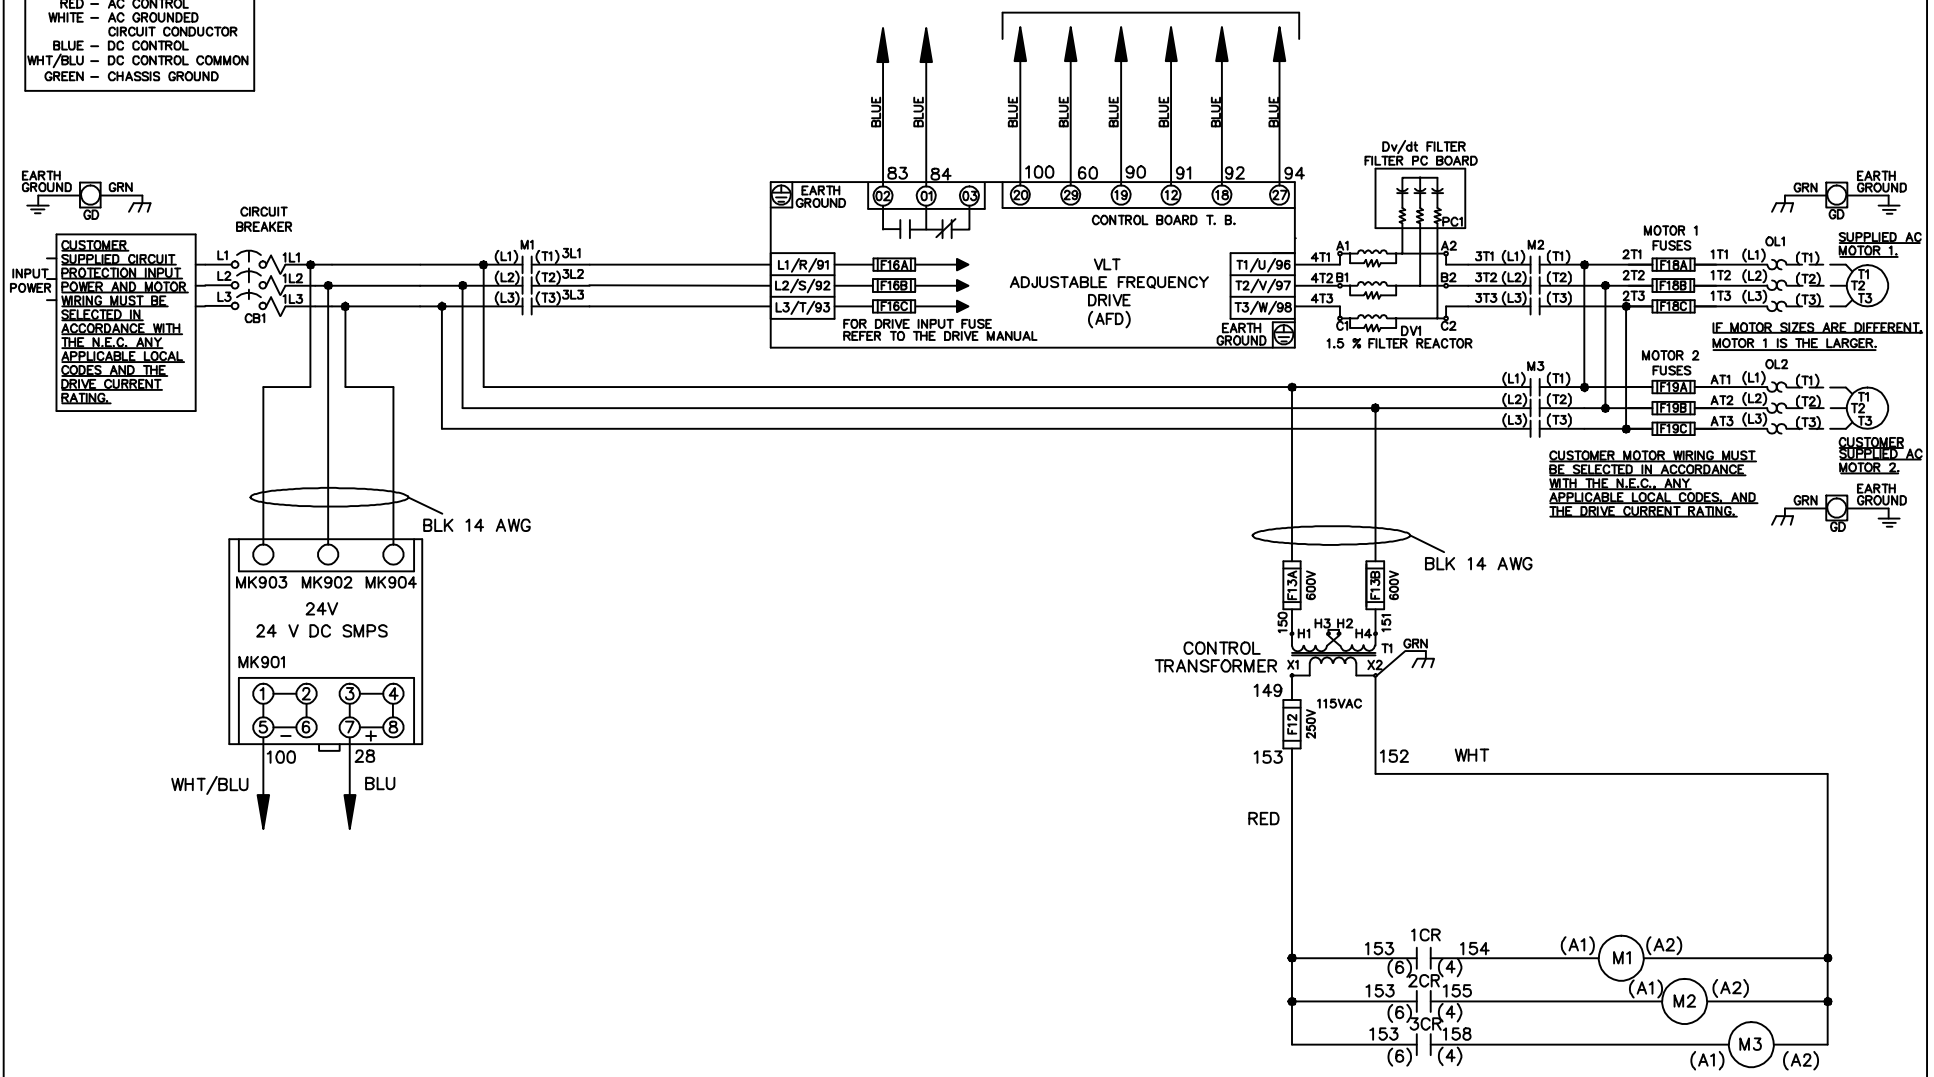 RED – AC CONTROL
WHITE – AC GROUNDED
CIRCUIT CONDUCTOR
BLUE – DC CONTROL
WHT/BLU – DC CONTROL COMMON
GREEN – CHASSIS GROUND
BLUE
BLUE
BLUE
BLUE
BLUE
BLUE
BLUE
BLUE
83
84
100
60
90
91
92
94
EARTH
GROUND
02
01
03
20
29
19
12
18
27
CONTROL BOARD T. B.
EARTH
GROUND
GRN
GD
CIRCUIT
BREAKER
INPUT
POWER
CUSTOMER
SUPPLIED CIRCUIT
PROTECTION INPUT
POWER AND MOTOR
WIRING MUST BE
SELECTED IN
ACCORDANCE WITH
THE N.E.C. ANY
APPLICABLE LOCAL
CODES AND THE
DRIVE CURRENT
RATING.
L1
1L1
L2
1L2
L3
1L3
CB1
M1
(L1) (T1) 3L1
(L2) (T2) 3L2
(L3) (T3) 3L3
L1/R/91
L2/S/92
L3/T/93
F16A
F16B
F16C
FOR DRIVE INPUT FUSE
REFER TO THE DRIVE MANUAL
VLT
ADJUSTABLE FREQUENCY
DRIVE
(AFD)
T1/U/96
T2/V/97
T3/W/98
EARTH
GROUND
Dv/dt FILTER
FILTER PC BOARD
PC1
4T1
A1
A2
4T2
B1
B2
4T3
C1
C2
DV1
1.5 % FILTER REACTOR
M2
3T1 (L1) (T1)
3T2 (L2) (T2)
3T3 (L3) (T3)
MOTOR 1
FUSES
2T1
F18A
1T1 (L1)
2T2
F18B
1T2 (L2)
2T3
F18C
1T3 (L3)
OL1
(T1)
(T2)
(T3)
GRN
GD
EARTH
GROUND
SUPPLIED AC
MOTOR 1.
T1
T2
T3
IF MOTOR SIZES ARE DIFFERENT,
MOTOR 1 IS THE LARGER.
M3
(L1) (T1)
(L2) (T2)
(L3) (T3)
MOTOR 2
FUSES
F19A
AT1 (L1)
F19B
AT2 (L2)
F19C
AT3 (L3)
OL2
(T1)
(T2)
(T3)
T1
T2
T3
CUSTOMER
SUPPLIED AC
MOTOR 2.
CUSTOMER MOTOR WIRING MUST
BE SELECTED IN ACCORDANCE
WITH THE N.E.C., ANY
APPLICABLE LOCAL CODES, AND
THE DRIVE CURRENT RATING.
GRN
GD
EARTH
GROUND
BLK 14 AWG
MK903 MK902 MK904
24V
24 V DC SMPS
MK901
1
2
3
4
5
6
7
8
–
+
100
28
WHT/BLU
BLU
BLK 14 AWG
F13A
600V
F13B
600V
150
151
H1
H3 H2
H4
T1
GRN
CONTROL
TRANSFORMER
X1
X2
149
115VAC
F12
250V
153
152
WHT
RED
1CR
153
154
(6) (4)
(A1)
M1
(A2)
2CR
153
155
(6) (4)
(A1)
M2
(A2)
3CR
153
158
(6) (4)
(A1)
M3
(A2)